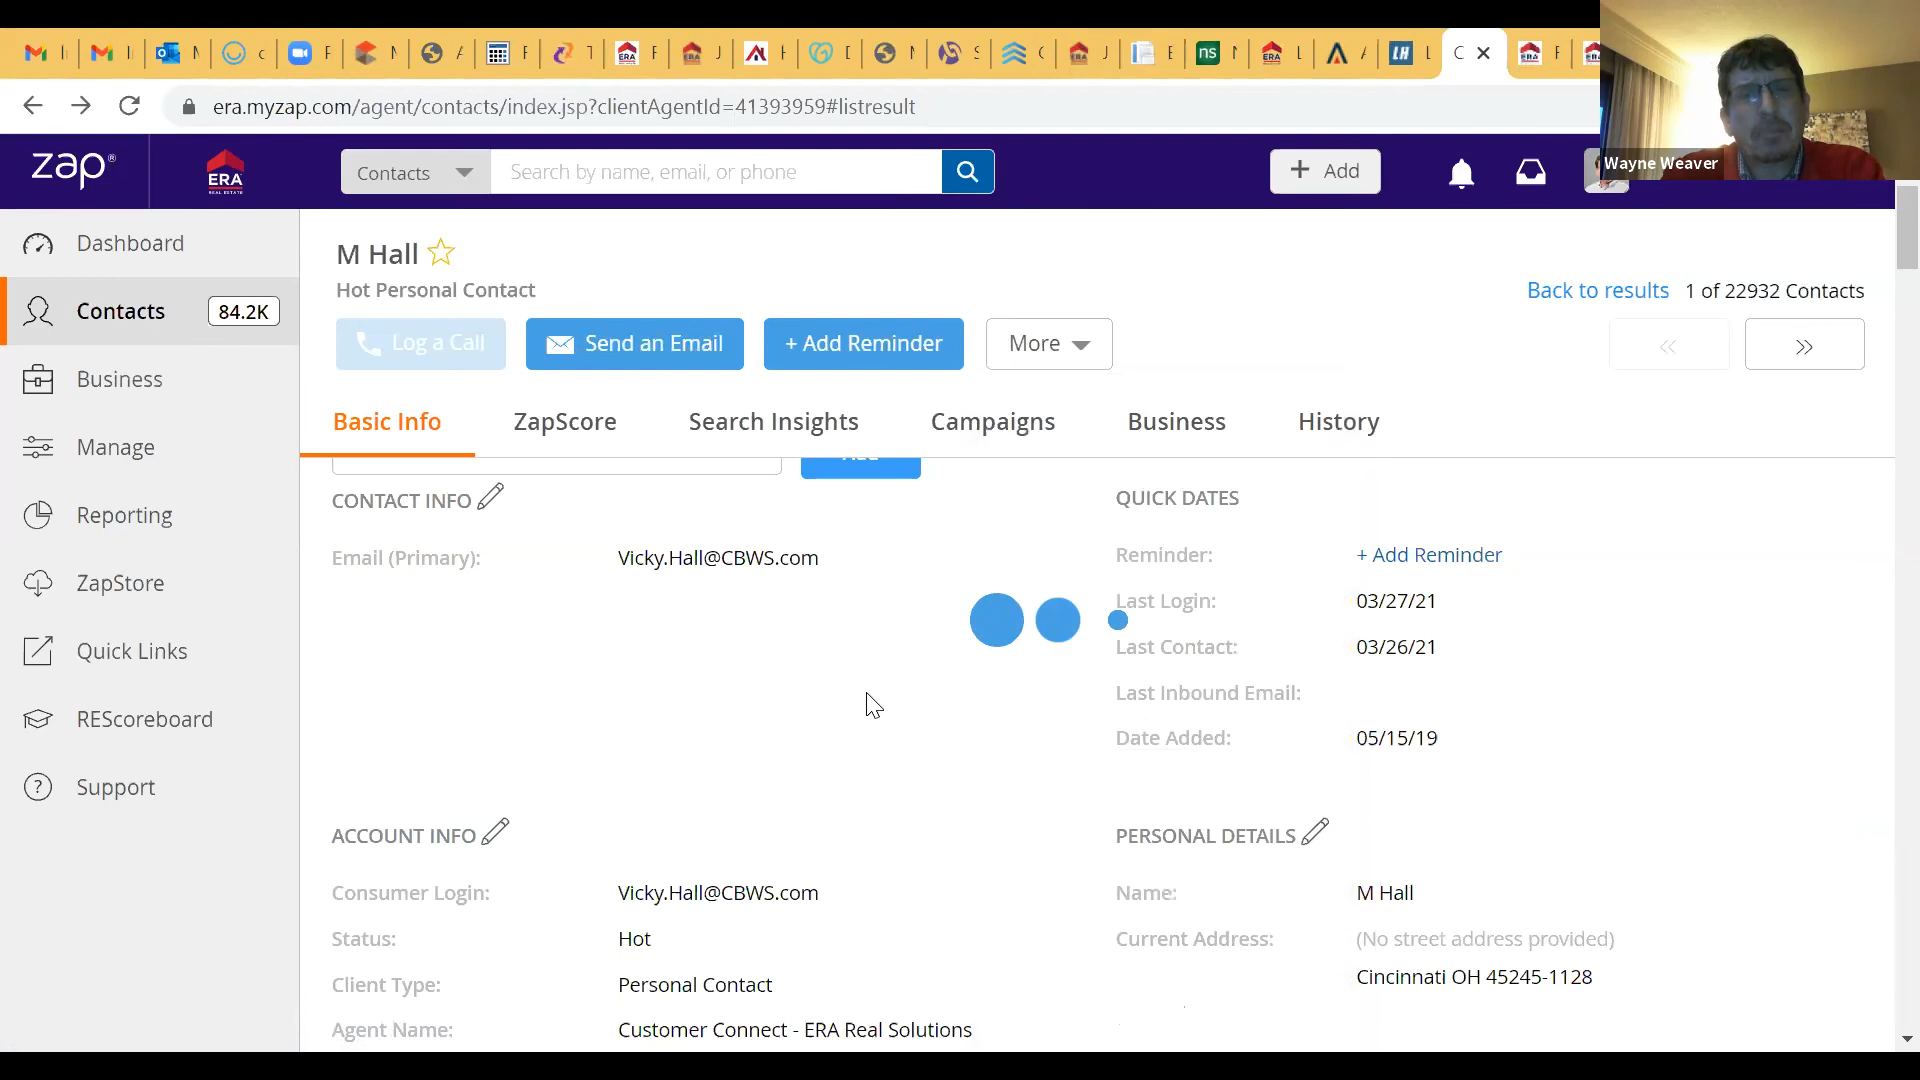 era.myzap.com/agent/contacts/index.jsp?clientAgentId=41393959#listresult
Wayne Weaver
zap
ERA
REAL ESTATE
Contacts
Search by name, email, or phone
+ Add
Dashboard
Contacts 84.2K
Business
Manage
Reporting
ZapStore
Quick Links
REScoreboard
Support
M Hall
Hot Personal Contact
Back to results 1 of 22932 Contacts
Log a Call
Send an Email
+ Add Reminder
More
Basic Info
ZapScore
Search Insights
Campaigns
Business
History
CONTACT INFO
Email (Primary): Vicky.Hall@CBWS.com
QUICK DATES
Reminder: + Add Reminder
Last Login: 03/27/21
Last Contact: 03/26/21
Last Inbound Email:
Date Added: 05/15/19
ACCOUNT INFO
Consumer Login: Vicky.Hall@CBWS.com
Status: Hot
Client Type: Personal Contact
Agent Name: Customer Connect - ERA Real Solutions
PERSONAL DETAILS
Name: M Hall
Current Address: (No street address provided)
Cincinnati OH 45245-1128